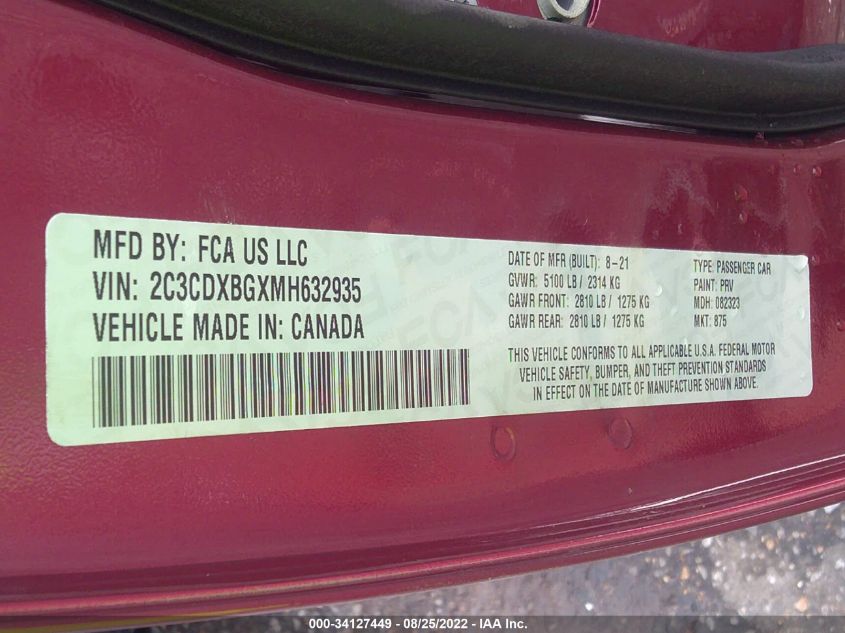 MFD BY: FCA US LLC
VIN: 2C3CDXBGXMH632935
VEHICLE MADE IN: CANADA
DATE OF MFR (BUILT): 8-21
GVWR: 5100 LB / 2314 KG
GAWR FRONT: 2810 LB / 1275 KG
GAWR REAR: 2810 LB / 1275 KG
TYPE: PASSENGER CAR
PAINT: PRV
MDH: 082323
MKT: 875
THIS VEHICLE CONFORMS TO ALL APPLICABLE U.S.A. FEDERAL MOTOR
VEHICLE SAFETY, BUMPER, AND THEFT PREVENTION STANDARDS
IN EFFECT ON THE DATE OF MANUFACTURE SHOWN ABOVE.
000-34127449 - 08/25/2022 - IAA Inc.